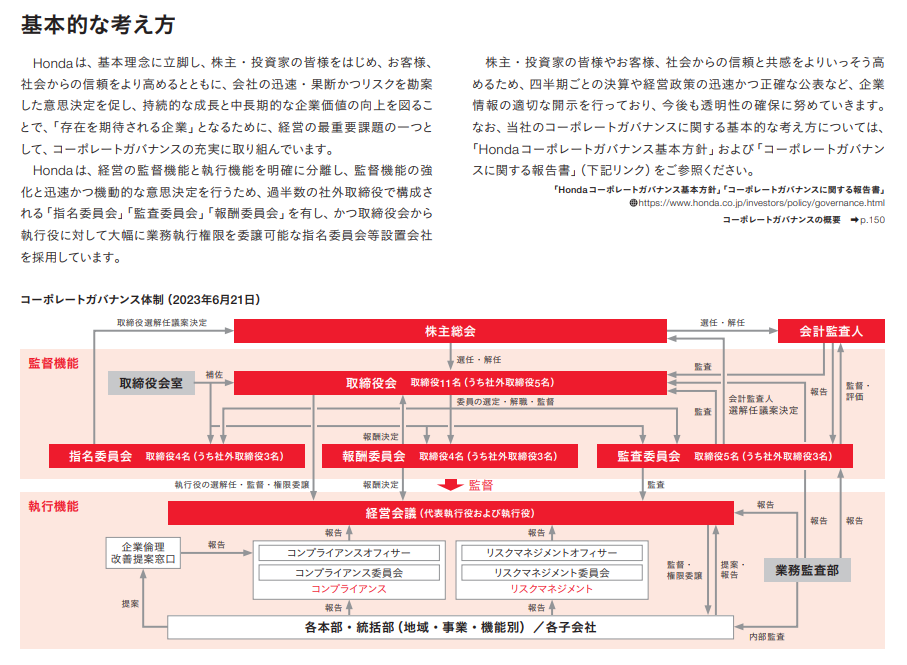 基本的な考え方
Hondaは、基本理念に立脚し、株主・投資家の皆様をはじめ、お客様、
社会からの信頼をより高めるとともに、会社の迅速・果断かつリスクを勘案
した意思決定を促し、持続的な成長と中長期的な企業価値の向上を図るこ
とで、「存在を期待される企業」となるために、経営の最重要課題の一つと
して、コーポレートガバナンスの充実に取り組んでいます。
Hondaは、経営の監督機能と執行機能を明確に分離し、監督機能の強
化と迅速かつ機動的な意思決定を行うため、過半数の社外取締役で構成さ
れる「指名委員会」「監査委員会」「報酬委員会」を有し、かつ取締役会から
執行役に対して大幅に業務執行権限を委譲可能な指名委員会等設置会社
を採用しています。
株主・投資家の皆様やお客様、社会からの信頼と共感をよりいっそう高
めるため、四半期ごとの決算や経営政策の迅速かつ正確な公表など、企業
情報の適切な開示を行っており、今後も透明性の確保に努めていきます。
なお、当社のコーポレートガバナンスに関する基本的な考え方については、
「Hondaコーポレートガバナンス基本方針」および「コーポレートガバナン
スに関する報告書」（下記リンク）をご参照ください。
「Hondaコーポレートガバナンス基本方針」「コーポレートガバナンスに関する報告書」
https://www.honda.co.jp/investors/policy/governance.html
コーポレートガバナンスの概要 ➡p.150
コーポレートガバナンス体制（2023年6月21日）
取締役選解任議案決定
株主総会
選任・解任
会計監査人
監督機能
選任・解任
監査
取締役会室
補佐
取締役会 取締役11名（うち社外取締役5名）
報告
監督・
評価
委員の選定・解職・監督
監査
会計監査人
選解任議案決定
報酬決定
指名委員会 取締役4名（うち社外取締役3名）
報酬委員会 取締役4名（うち社外取締役3名）
監査委員会 取締役5名（うち社外取締役3名）
執行役の選解任・監督・権限委譲
報酬決定
監督
監査
執行機能
経営会議（代表執行役および執行役）
報告
報告
報告
報告
報告
企業倫理
改善提案窓口
報告
コンプライアンスオフィサー
コンプライアンス委員会
コンプライアンス
リスクマネジメントオフィサー
リスクマネジメント委員会
リスクマネジメント
監督・
権限委譲
提案・
報告
業務監査部
提案
報告
報告
各本部・統括部（地域・事業・機能別）／各子会社
内部監査